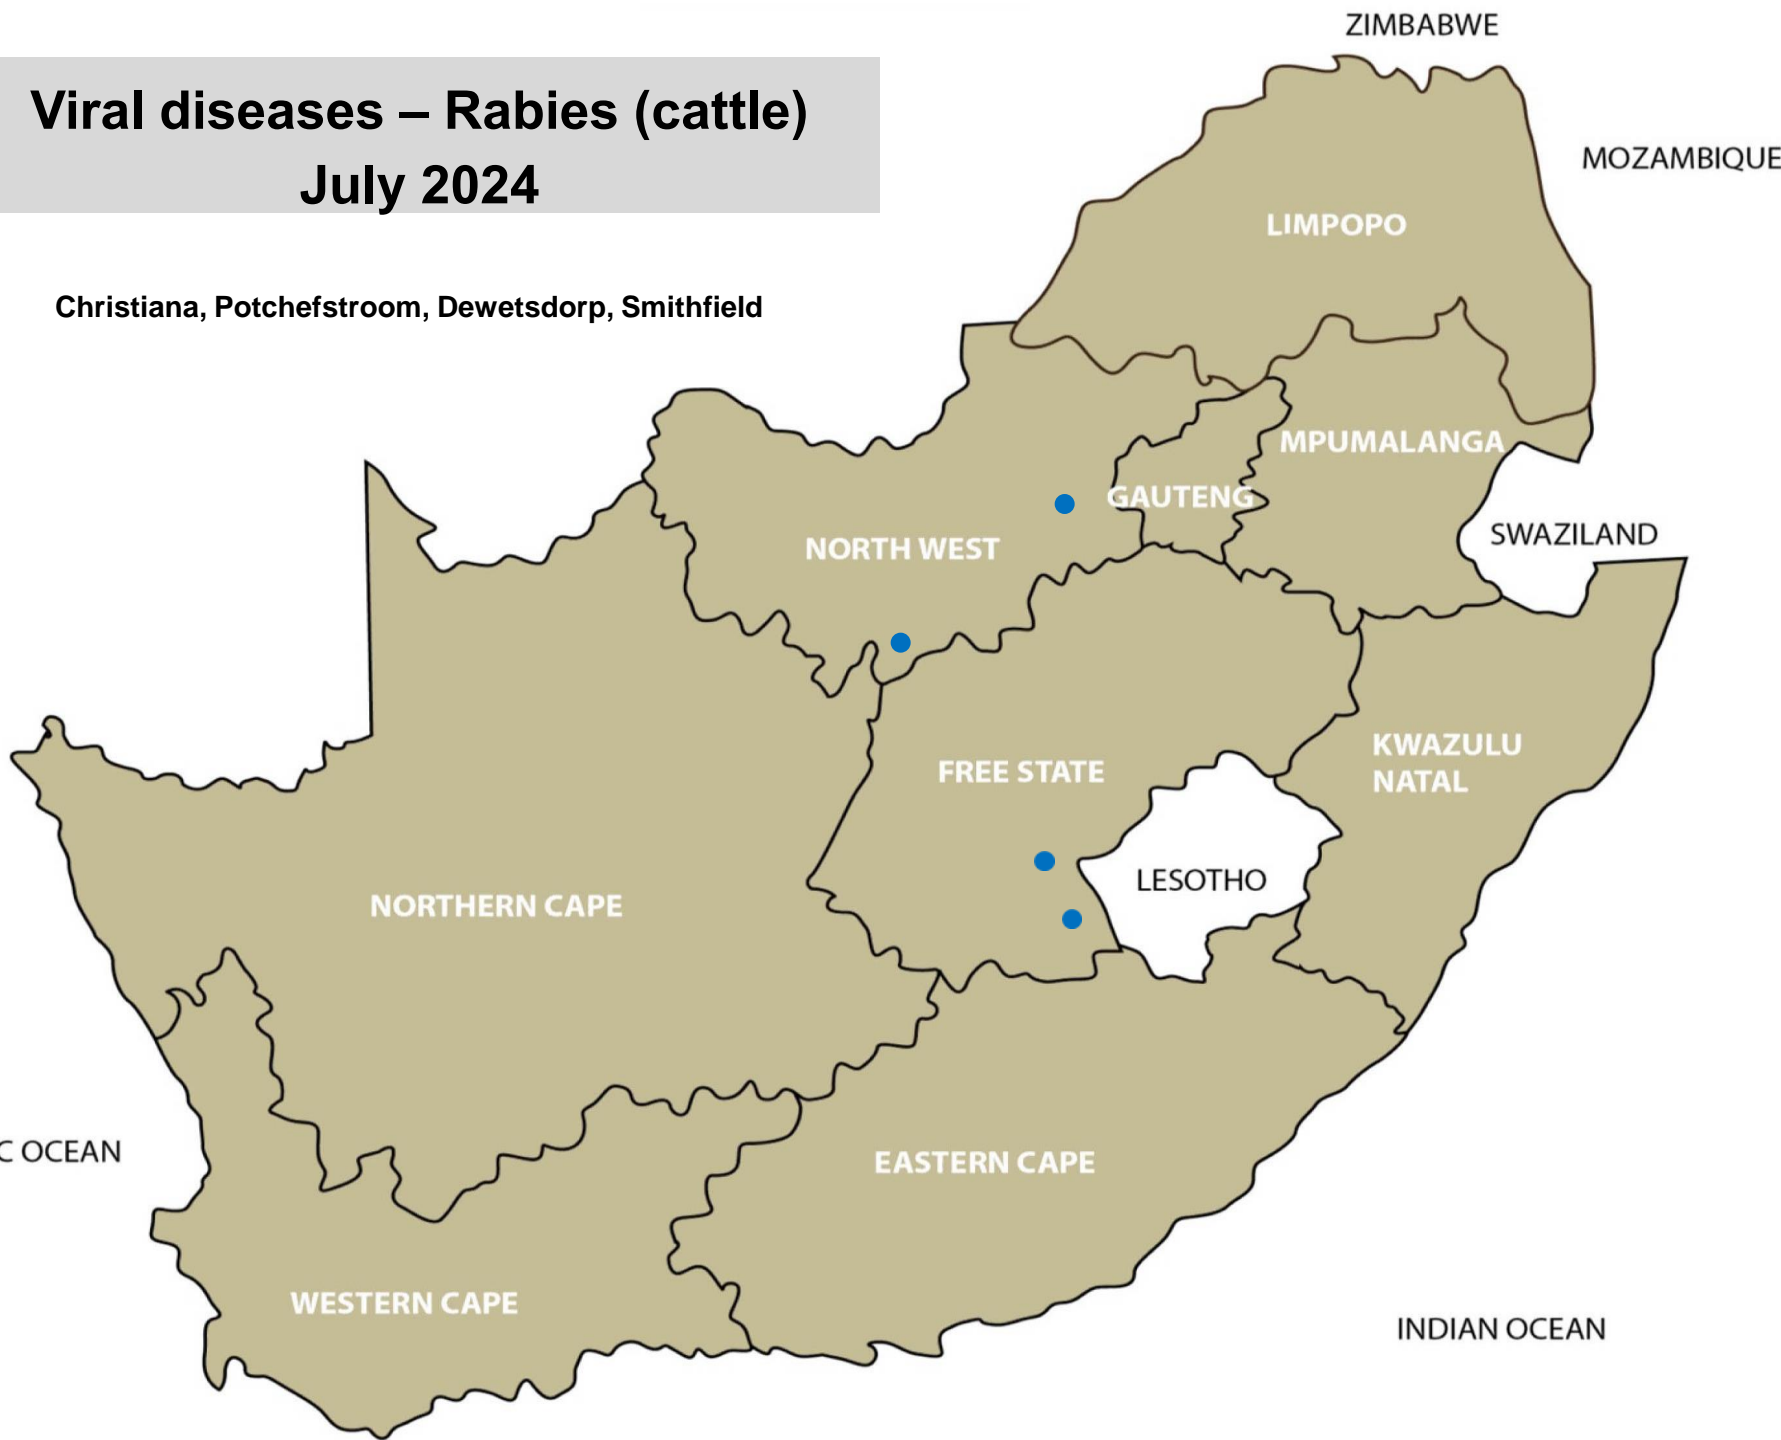 ZIMBABWE
Viral diseases – Rabies (cattle)
July 2024
MOZAMBIQUE
LIMPOPO
Christiana, Potchefstroom, Dewetsdorp, Smithfield
MPUMALANGA
GAUTENG
SWAZILAND
NORTH WEST
KWAZULU
NATAL
FREE STATE
LESOTHO
NORTHERN CAPE
C OCEAN
EASTERN CAPE
WESTERN CAPE
INDIAN OCEAN